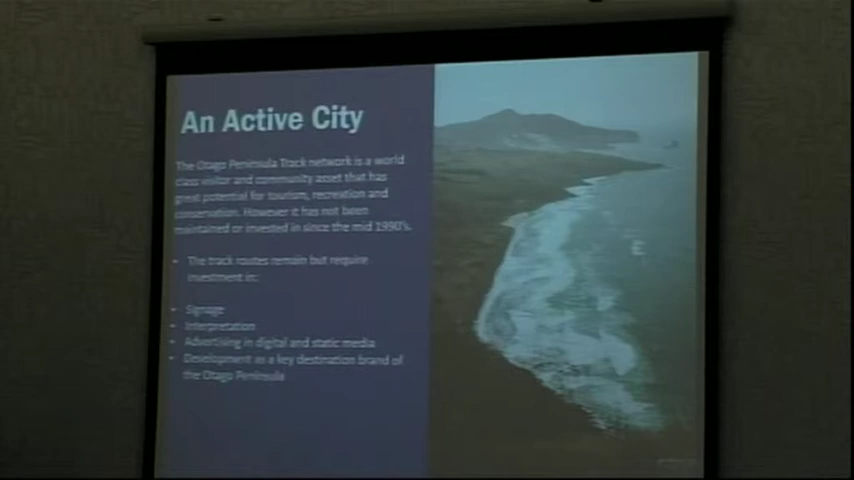 An Active City
The Otago Peninsula Track network is a world
class visitor and community asset that has
great potential for tourism, recreation and
conservation. However it has not been
maintained or invested in since the mid 1990's.
• The track routes remain but require
investment in:
• Signage
• Interpretation
• Advertising in digital and static media
• Development as a key destination brand of
the Otago Peninsula